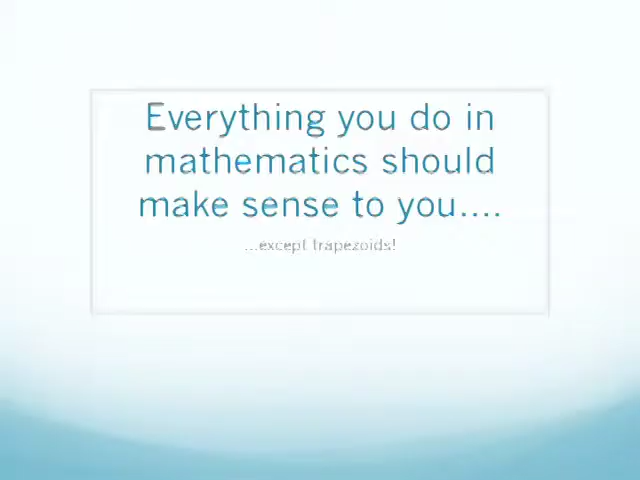 Everything you do in
mathematics should
make sense to you....
...except trapezoids!